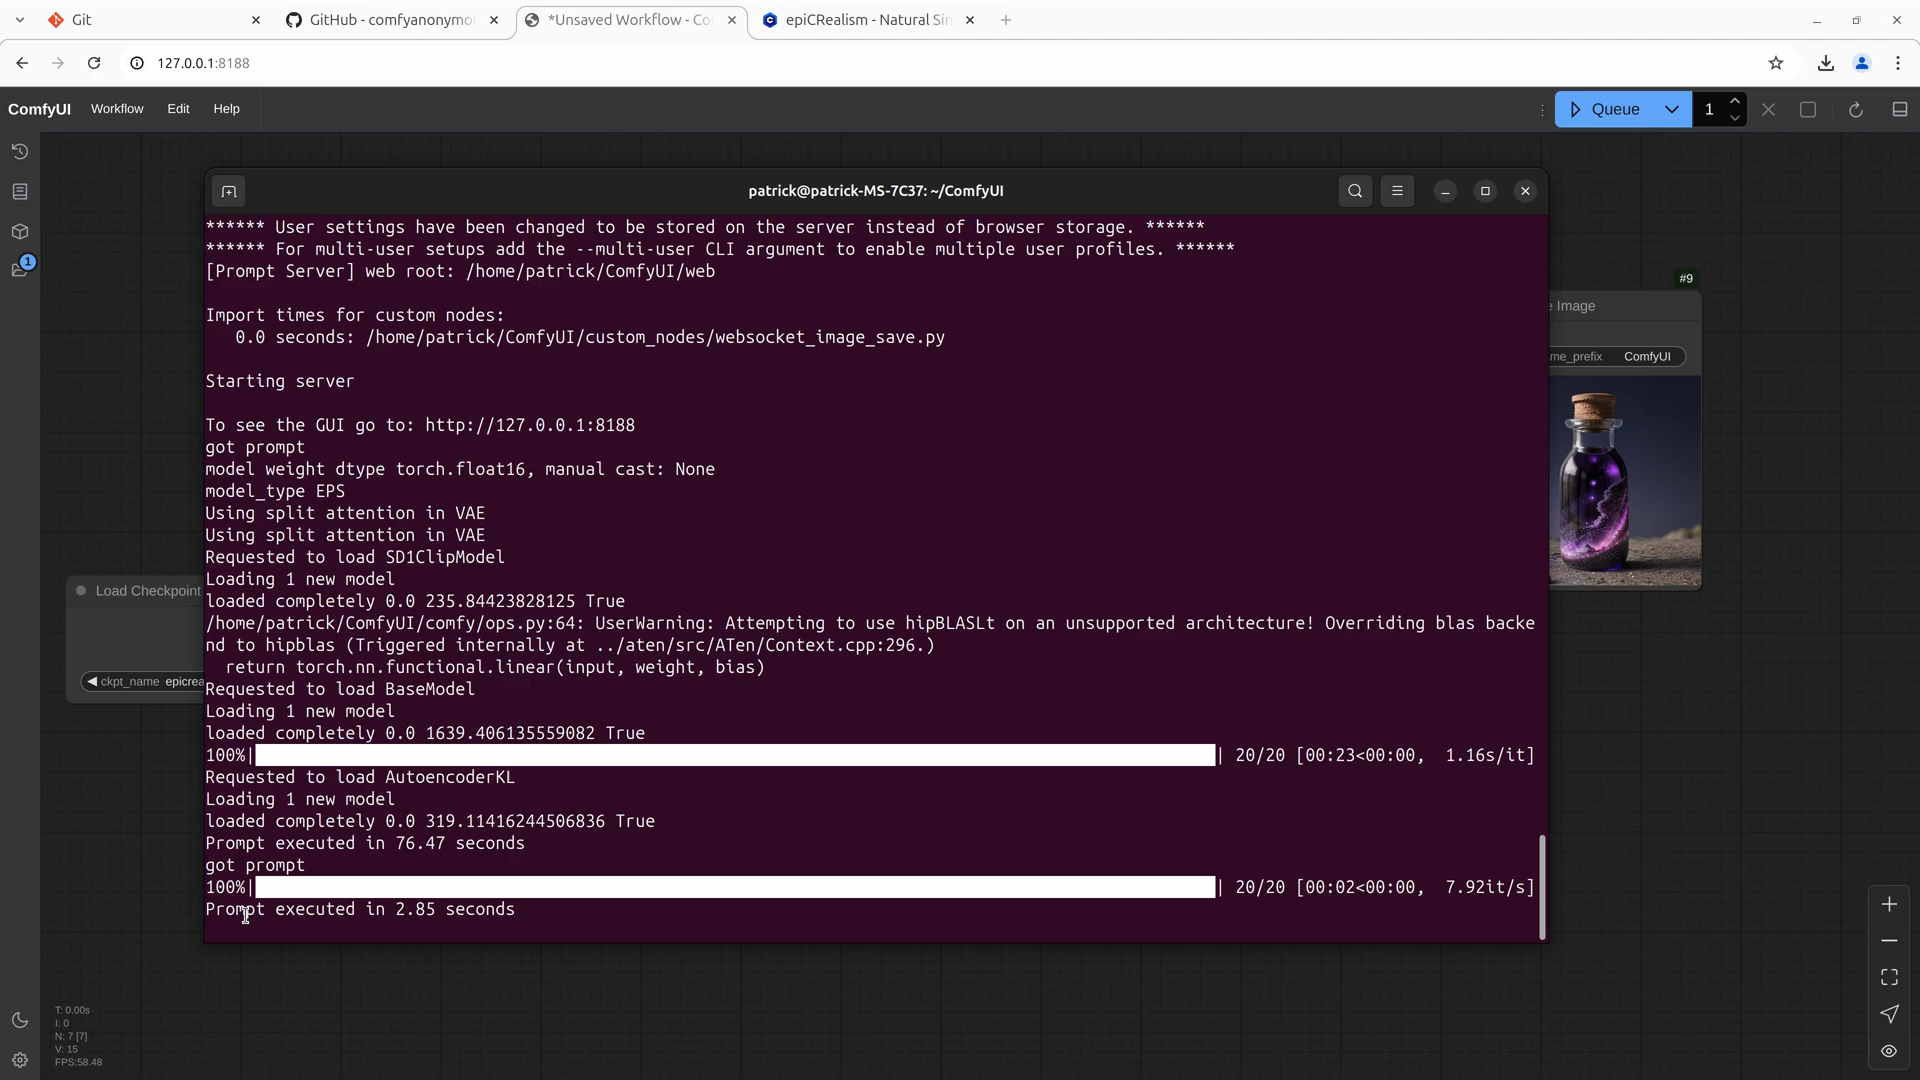 Git
GitHub - comfyanonymou
*Unsaved Workflow - Co
epiCRealism - Natural Sin
127.0.0.1:8188
ComfyUI
Workflow
Edit
Help
Queue
1
patrick@patrick-MS-7C37: ~/ComfyUI
****** User settings have been changed to be stored on the server instead of browser storage. ******
****** For multi-user setups add the --multi-user CLI argument to enable multiple user profiles. ******
[Prompt Server] web root: /home/patrick/ComfyUI/web
Import times for custom nodes:
0.0 seconds: /home/patrick/ComfyUI/custom_nodes/websocket_image_save.py
Starting server
To see the GUI go to: http://127.0.0.1:8188
got prompt
model weight dtype torch.float16, manual cast: None
model_type EPS
Using split attention in VAE
Using split attention in VAE
Requested to load SD1ClipModel
Loading 1 new model
loaded completely 0.0 235.84423828125 True
/home/patrick/ComfyUI/comfy/ops.py:64: UserWarning: Attempting to use hipBLASLt on an unsupported architecture! Overriding blas backe
nd to hipblas (Triggered internally at ../aten/src/ATen/Context.cpp:296.)
return torch.nn.functional.linear(input, weight, bias)
Requested to load BaseModel
Loading 1 new model
loaded completely 0.0 1639.406135559082 True
100%| | 20/20 [00:23<00:00, 1.16s/it]
Requested to load AutoencoderKL
Loading 1 new model
loaded completely 0.0 319.11416244506836 True
Prompt executed in 76.47 seconds
got prompt
100%| | 20/20 [00:02<00:00, 7.92it/s]
Prompt executed in 2.85 seconds
1
Load Checkpoint
ckpt_name epicrea
#9
e Image
me_prefix ComfyUI
T: 0.00s
I: 0
N: 7 [7]
V: 15
FPS:58.48